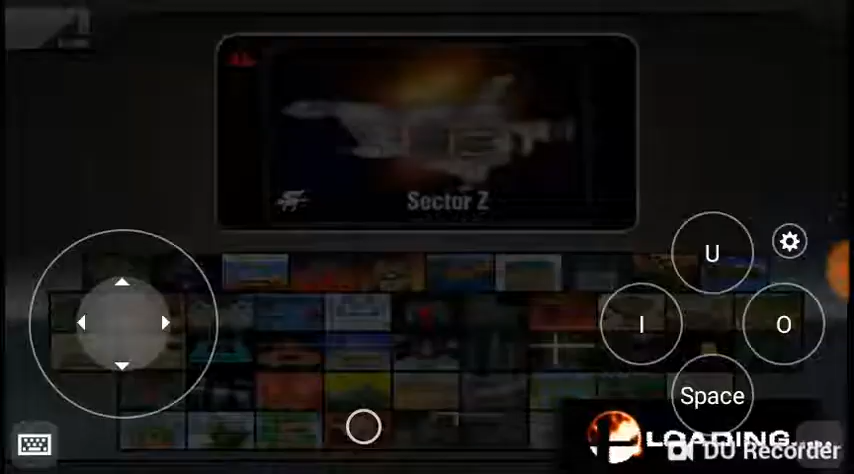 Sector Z
U
I
O
Space
LOADING...
DU Recorder